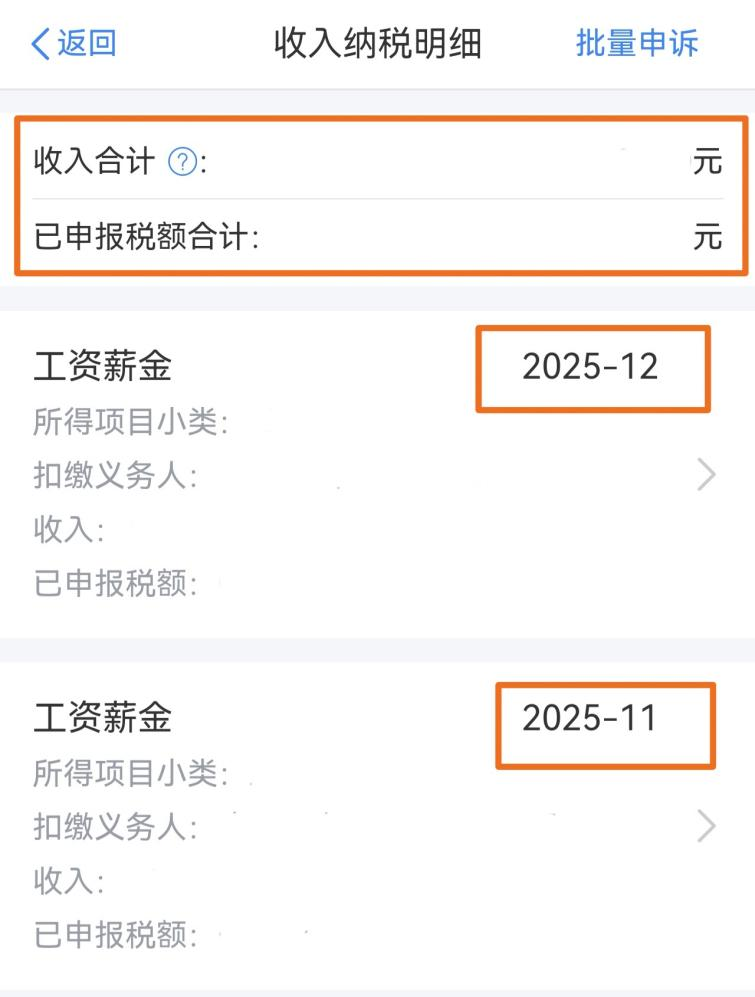 返回 收入纳税明细 批量申诉
收入合计 ?: 元
已申报税额合计: 元
工资薪金 2025-12
所得项目小类:
扣缴义务人:
收入:
已申报税额:
工资薪金 2025-11
所得项目小类:
扣缴义务人:
收入:
已申报税额: